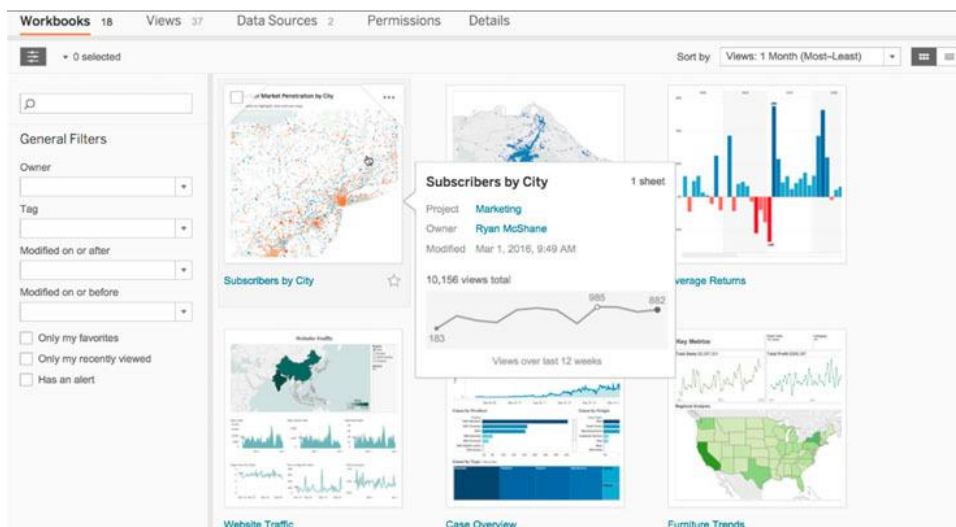 Workbooks 18 Views 37 Data Sources 2 Permissions Details
0 selected
Sort by Views: 1 Month (Most–Least)
General Filters
Owner
Tag
Modified on or after
Modified on or before
Only my favorites
Only my recently viewed
Has an alert
Market Penetration by City
Subscribers by City
Subscribers by City 1 sheet
Project Marketing
Owner Ryan McShane
Modified Mar 1, 2016, 9:49 AM
10,156 views total
183
985
882
Views over last 12 weeks
verage Returns
Website Traffic
Key Metrics
Website Traffic
Case Overview
Furniture Trends